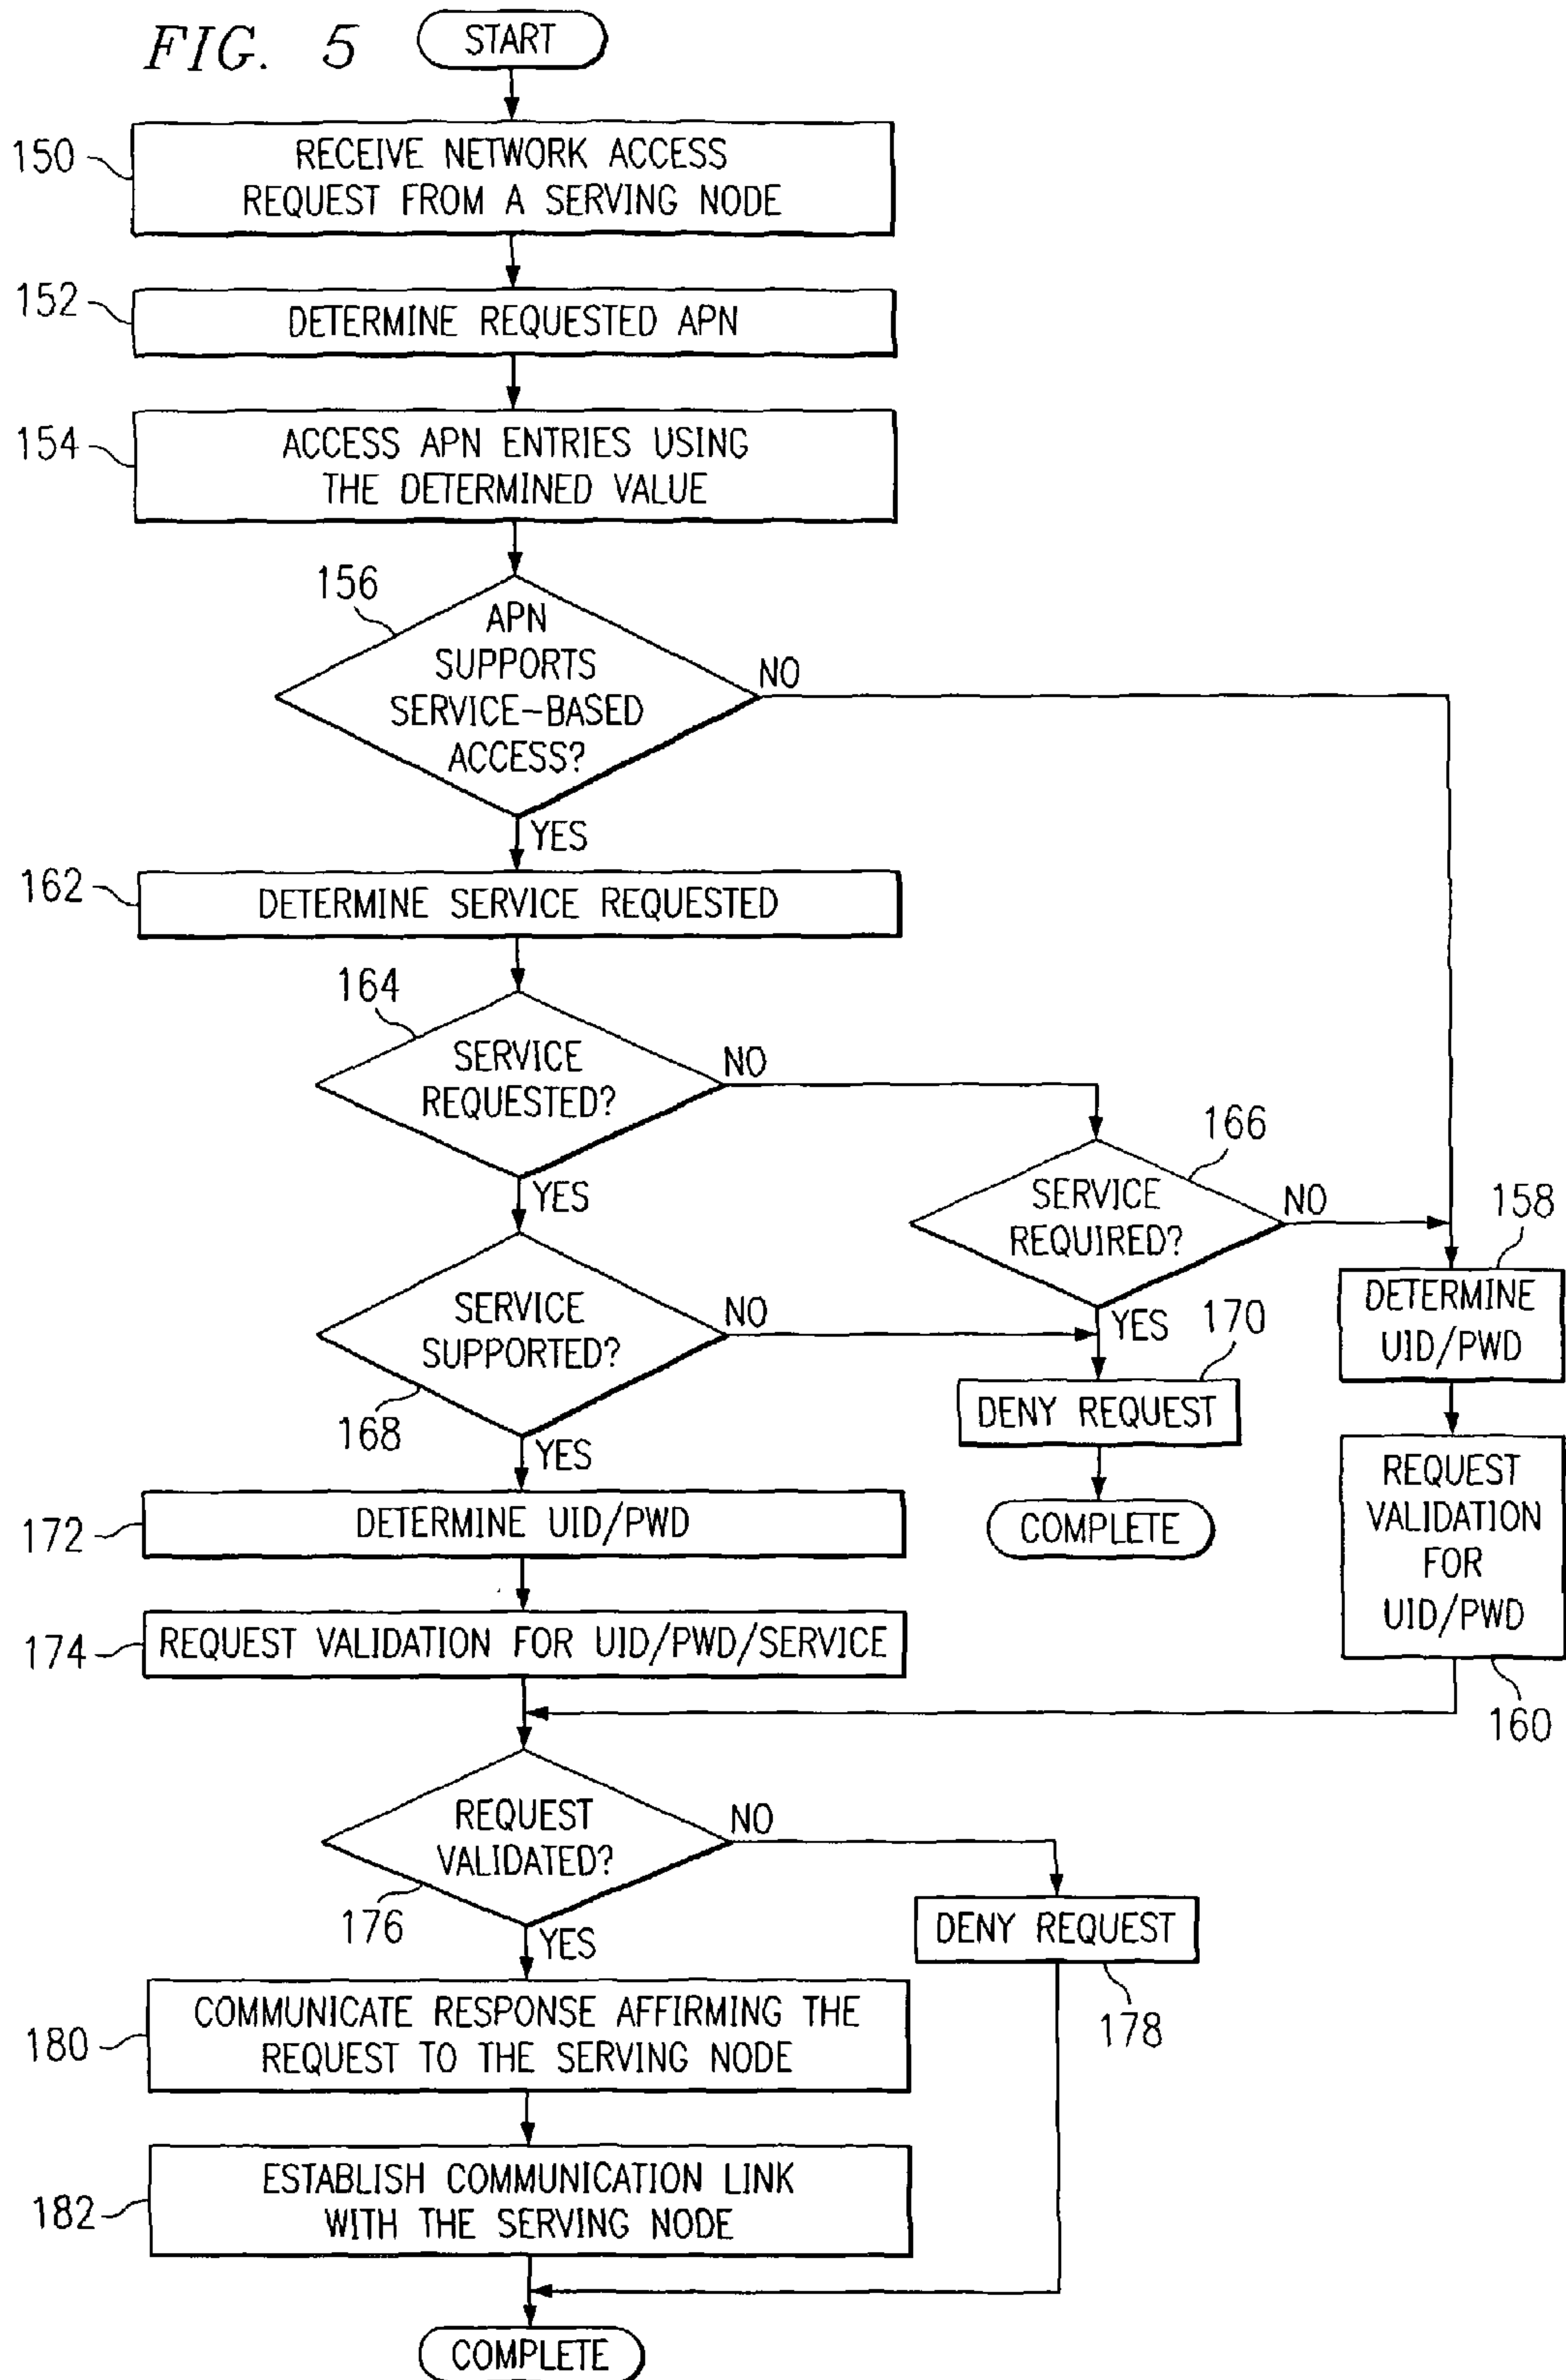 FIG. 5
START
150
RECEIVE NETWORK ACCESS
REQUEST FROM A SERVING NODE
152
DETERMINE REQUESTED APN
154
ACCESS APN ENTRIES USING
THE DETERMINED VALUE
156
APN
SUPPORTS
SERVICE-BASED
ACCESS?
NO
YES
162
DETERMINE SERVICE REQUESTED
164
SERVICE
REQUESTED?
NO
YES
166
SERVICE
REQUIRED?
NO
YES
158
DETERMINE
UID/PWD
SERVICE
SUPPORTED?
NO
168
YES
170
DENY REQUEST
COMPLETE
REQUEST
VALIDATION
FOR
UID/PWD
160
172
DETERMINE UID/PWD
174
REQUEST VALIDATION FOR UID/PWD/SERVICE
REQUEST
VALIDATED?
NO
176
YES
DENY REQUEST
178
180
COMMUNICATE RESPONSE AFFIRMING THE
REQUEST TO THE SERVING NODE
182
ESTABLISH COMMUNICATION LINK
WITH THE SERVING NODE
COMPLETE